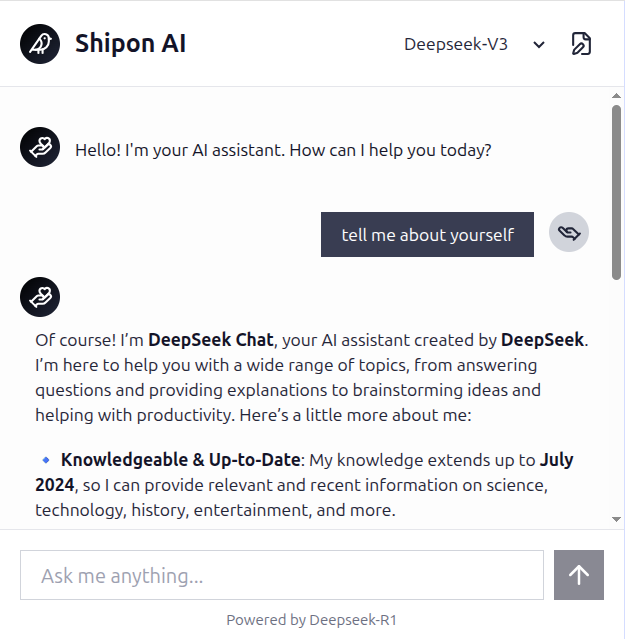 Shipon AI
Deepseek-V3
Hello! I'm your AI assistant. How can I help you today?
tell me about yourself
Of course! I’m DeepSeek Chat, your AI assistant created by DeepSeek.
I’m here to help you with a wide range of topics, from answering
questions and providing explanations to brainstorming ideas and
helping with productivity. Here’s a little more about me:
🔹 Knowledgeable & Up-to-Date: My knowledge extends up to July
2024, so I can provide relevant and recent information on science,
technology, history, entertainment, and more.
Ask me anything...
Powered by Deepseek-R1